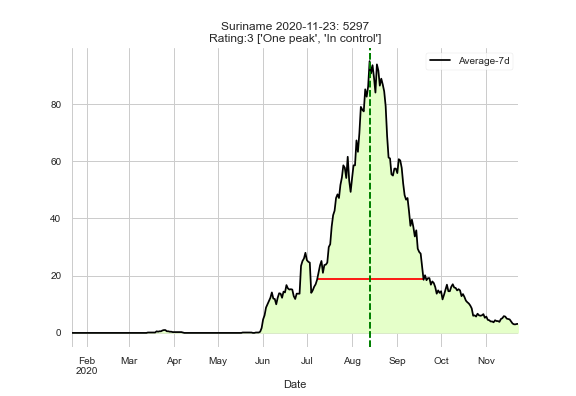 Suriname 2020-11-23: 5297
Rating:3 ['One peak', 'In control']
Average-7d
80
60
40
20
0
Feb Mar Apr May Jun Jul Aug Sep Oct Nov
2020
Date